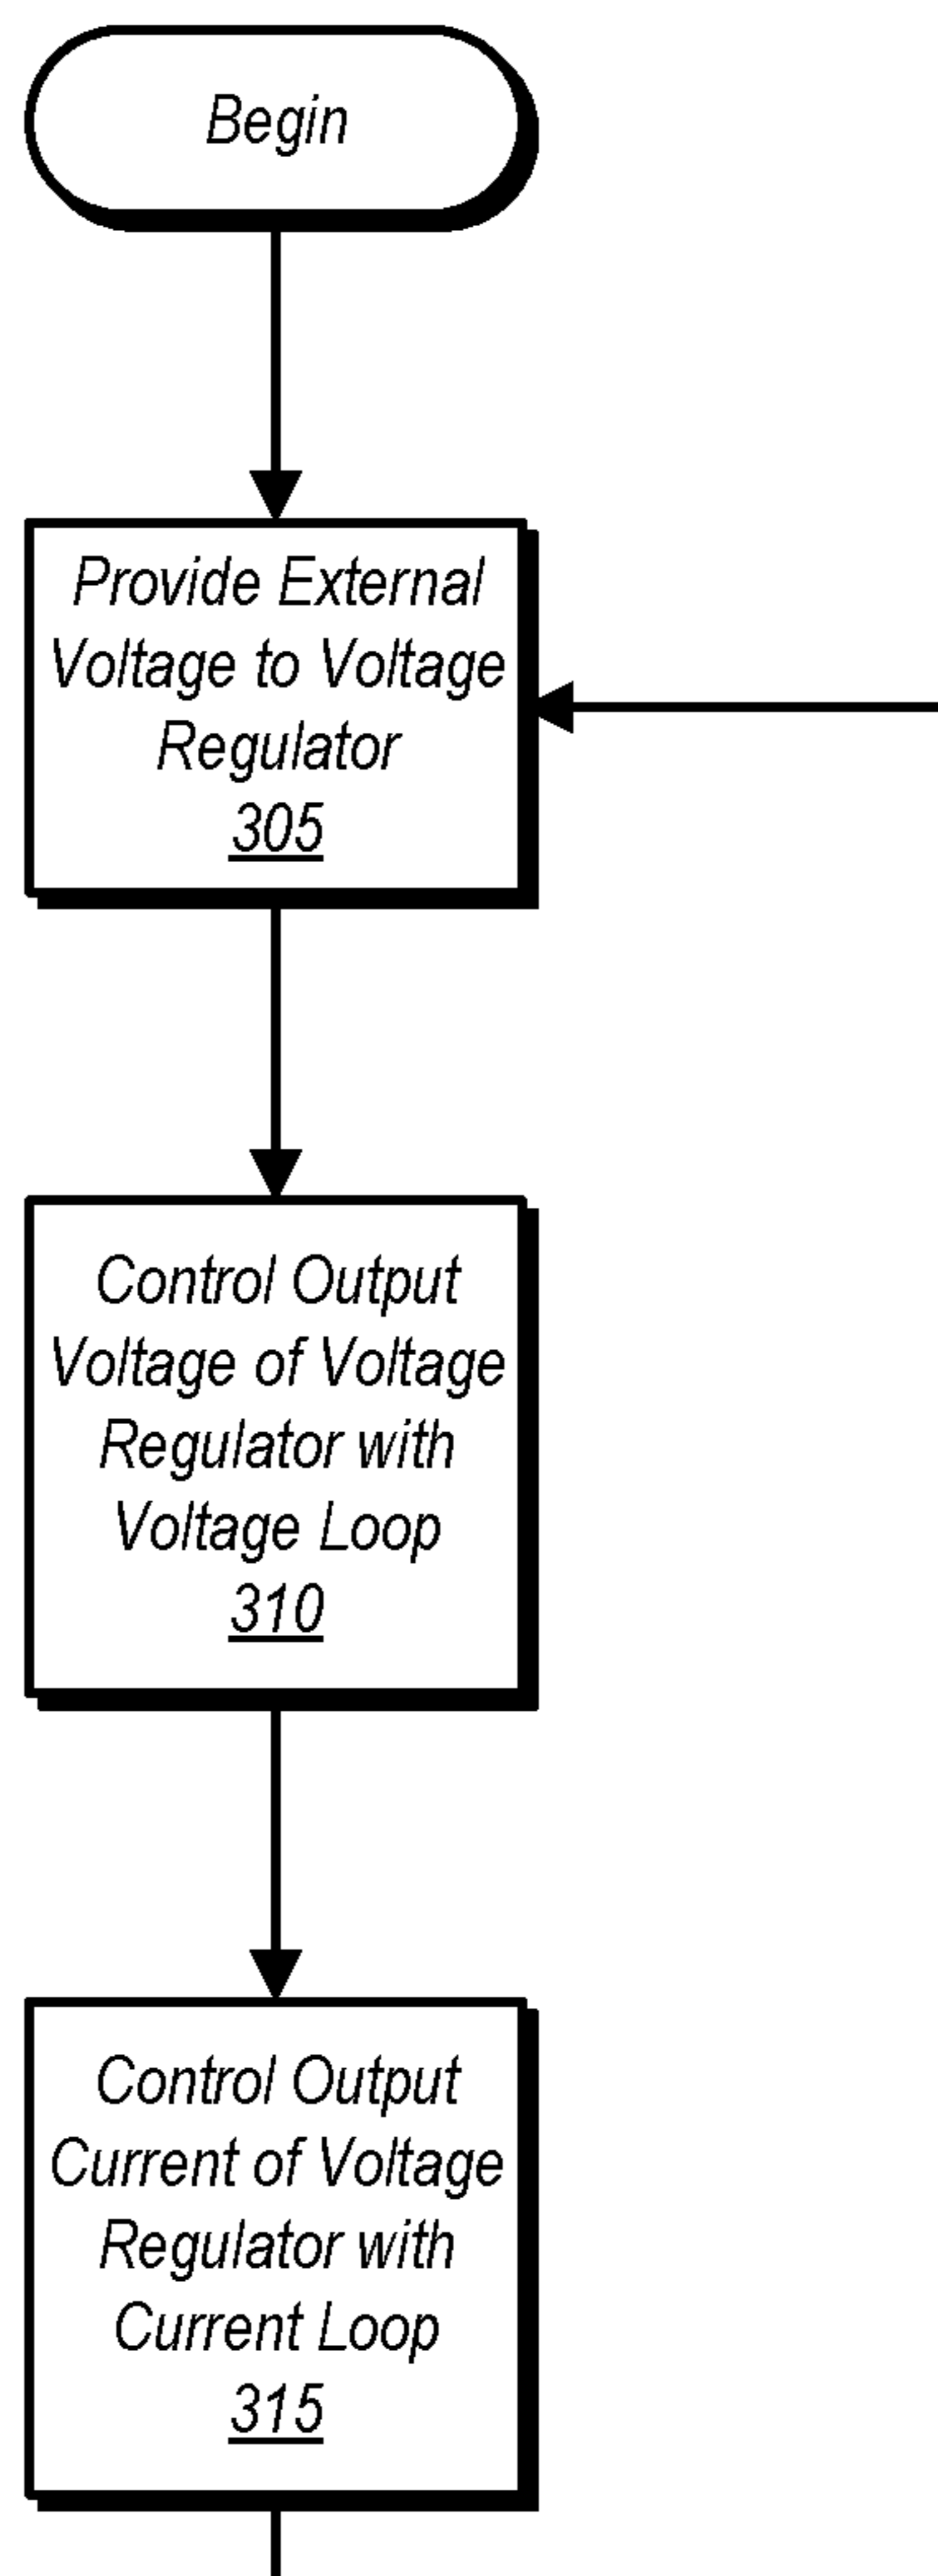 Begin
Provide External
Voltage to Voltage
Regulator
305
Control Output
Voltage of Voltage
Regulator with
Voltage Loop
310
Control Output
Current of Voltage
Regulator with
Current Loop
315